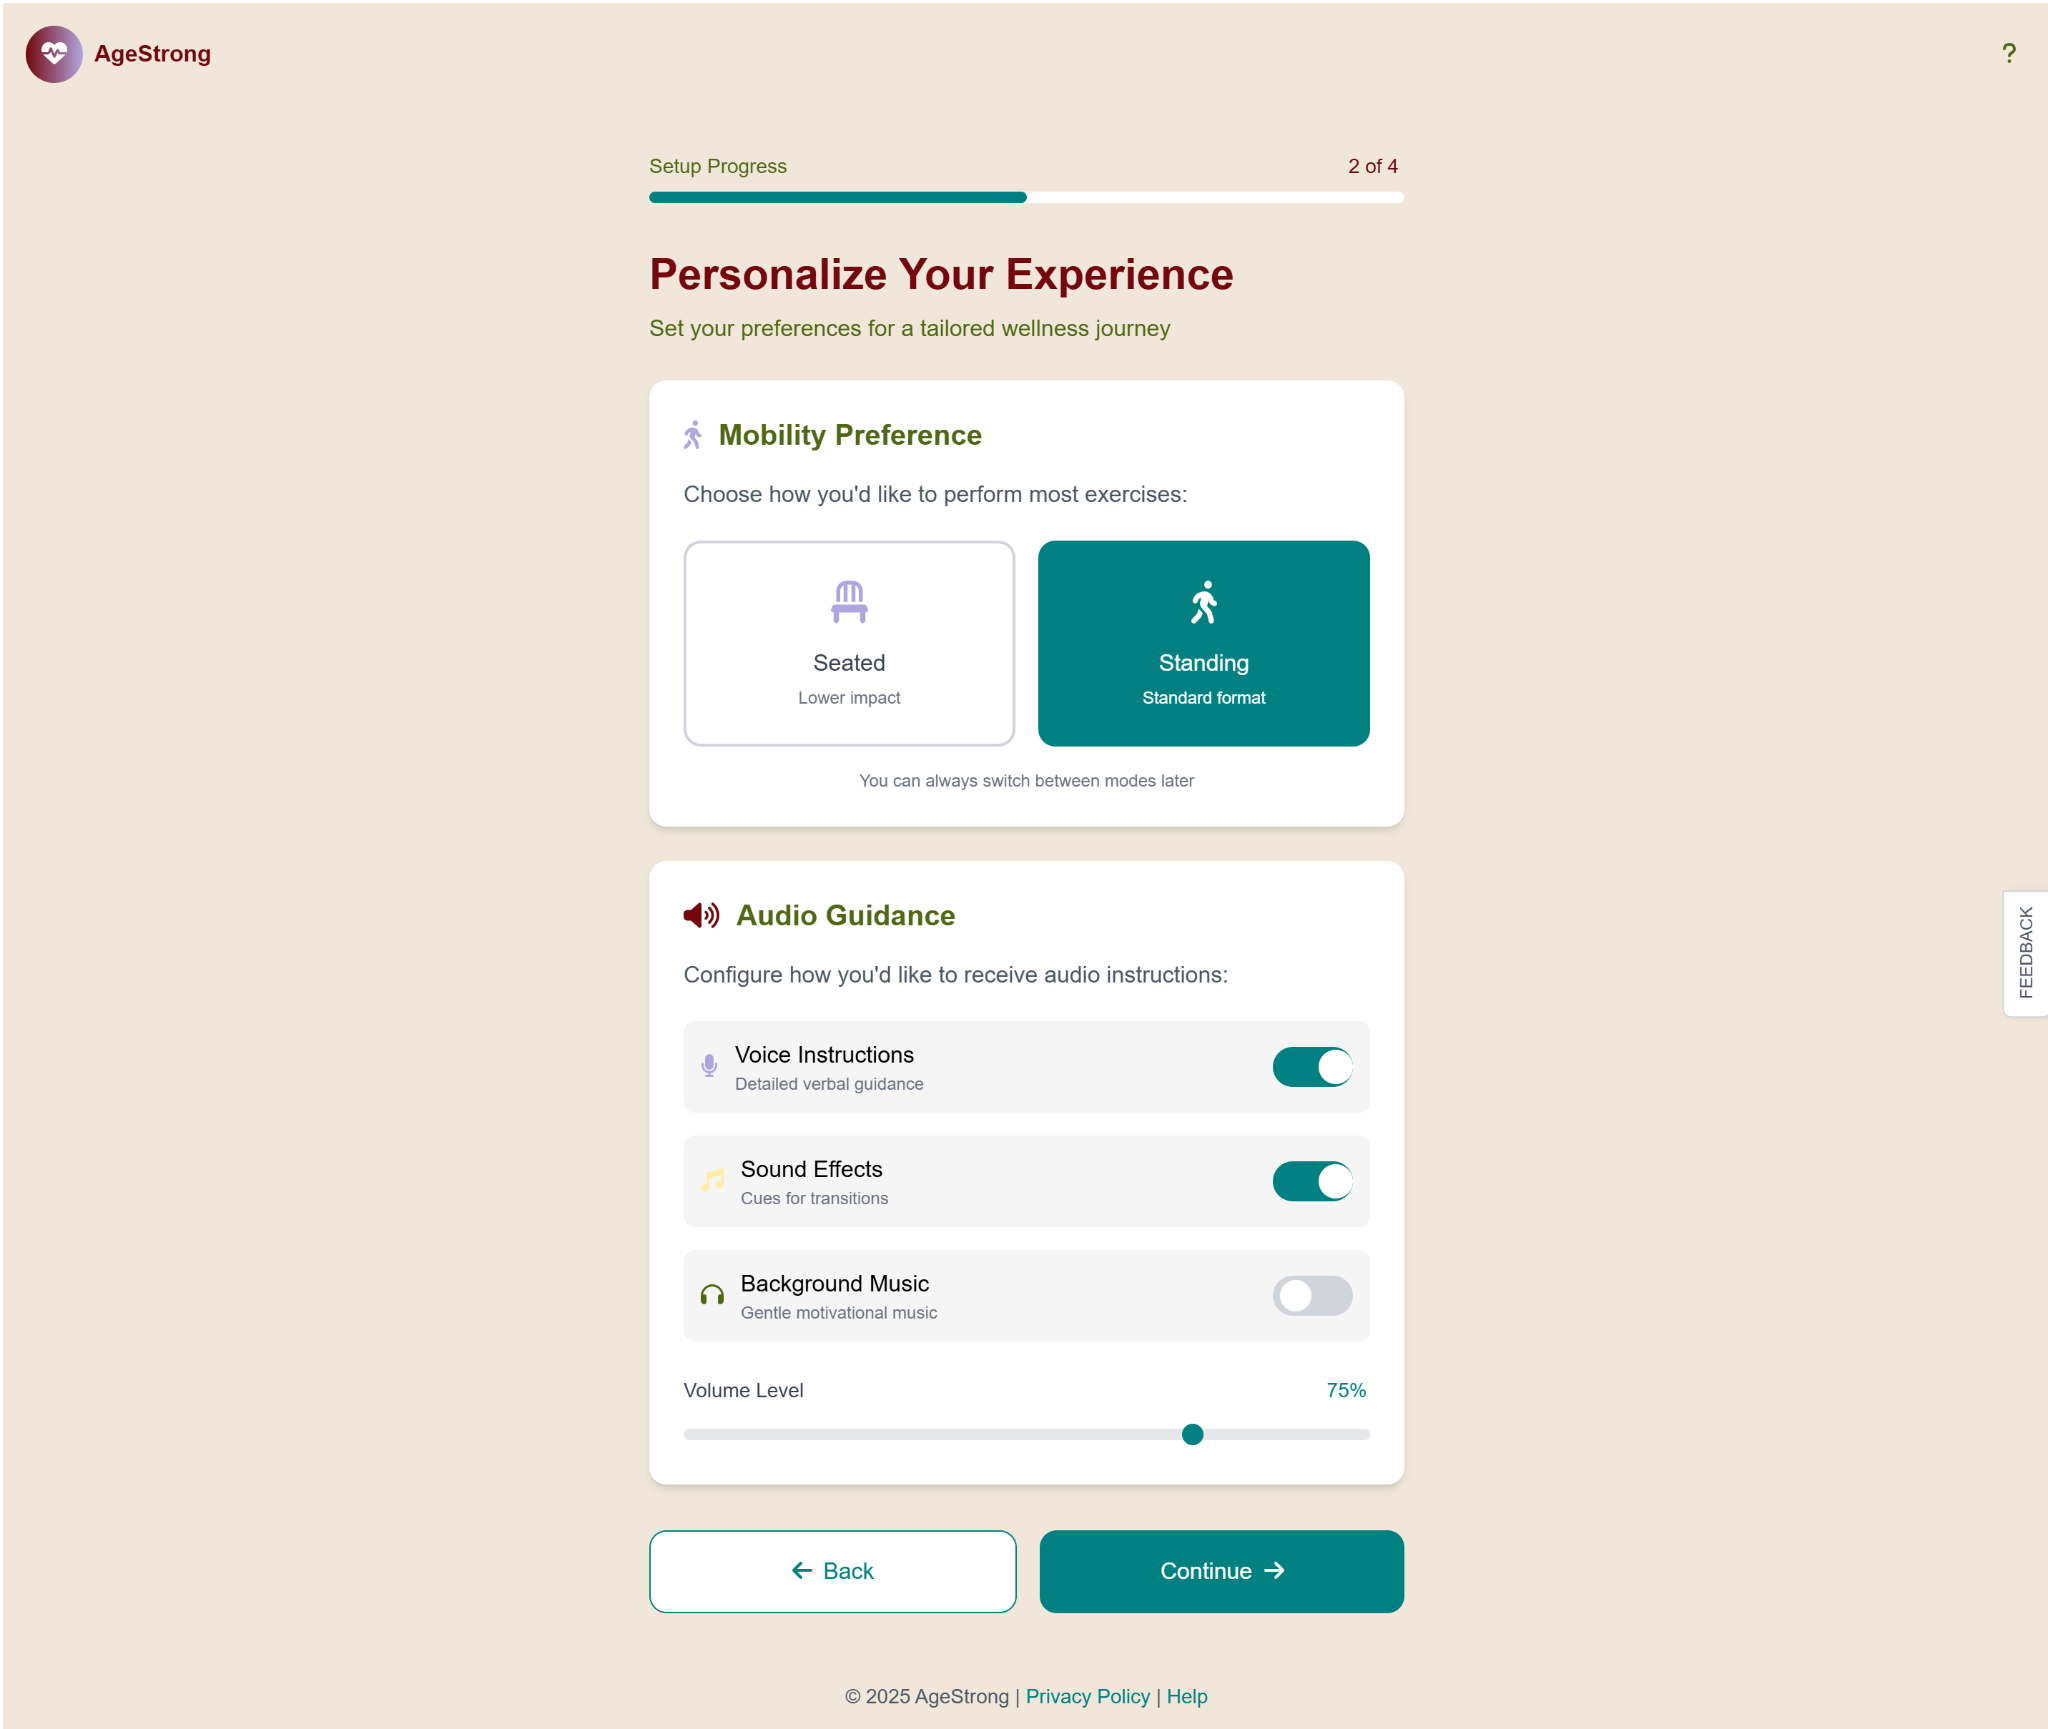 AgeStrong
?
Setup Progress
2 of 4
Personalize Your Experience
Set your preferences for a tailored wellness journey
Mobility Preference
Choose how you'd like to perform most exercises:
Seated
Lower impact
Standing
Standard format
You can always switch between modes later
Audio Guidance
Configure how you'd like to receive audio instructions:
Voice Instructions
Detailed verbal guidance
Sound Effects
Cues for transitions
Background Music
Gentle motivational music
Volume Level
75%
Back
Continue
FEEDBACK
© 2025 AgeStrong | Privacy Policy | Help